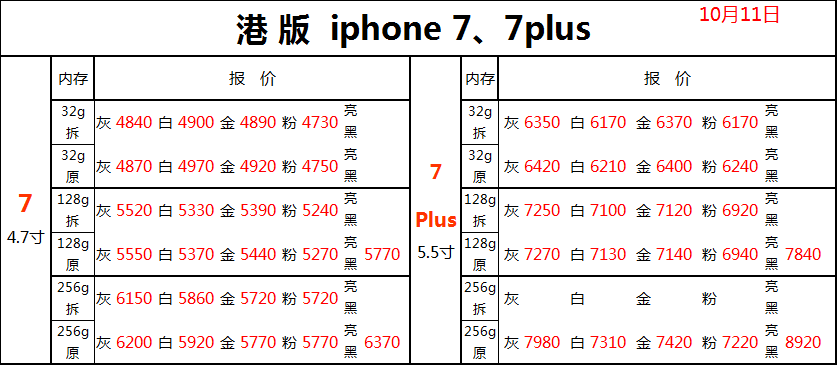 港 版 iphone 7、7plus 10月11日
内存 报 价 内存 报 价
7
4.7寸
32g拆 灰 4840 白 4900 金 4890 粉 4730 亮黑
32g原 灰 4870 白 4970 金 4920 粉 4750 亮黑
128g拆 灰 5520 白 5330 金 5390 粉 5240 亮黑
128g原 灰 5550 白 5370 金 5440 粉 5270 亮黑 5770
256g拆 灰 6150 白 5860 金 5720 粉 5720 亮黑
256g原 灰 6200 白 5920 金 5770 粉 5770 亮黑 6370
7
Plus
5.5寸
32g拆 灰 6350 白 6170 金 6370 粉 6170 亮黑
32g原 灰 6420 白 6210 金 6400 粉 6240 亮黑
128g拆 灰 7250 白 7100 金 7120 粉 6920 亮黑
128g原 灰 7270 白 7130 金 7140 粉 6940 亮黑 7840
256g拆 灰 白 金 粉 亮黑
256g原 灰 7980 白 7310 金 7420 粉 7220 亮黑 8920